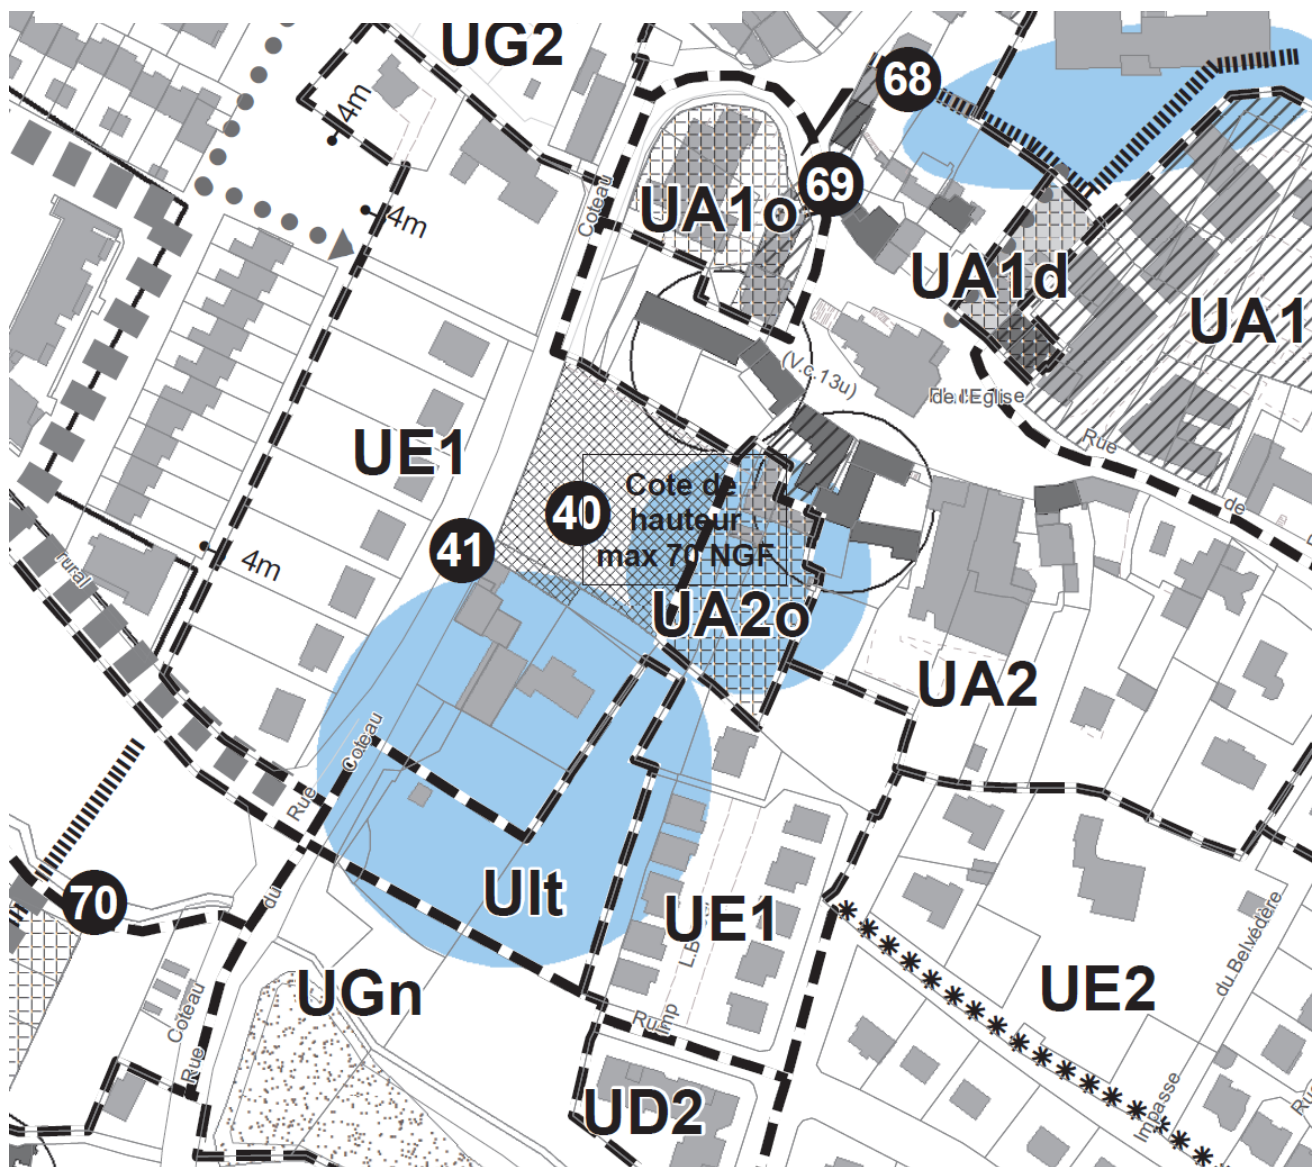 UG2
68
4m
69
UA1o
Coteau
4m
UA1d
UA1
(V.c.13u)
de l'Eglise
UE1
Rue
de
40
Cote de
hauteur
max 70 NGF
41
4m
rural
UA2o
UA2
Coteau
Rue
UIt
70
du
UE1
du Belvédère
UGn
UE2
Coteau
Imp
Rue
UD2
Impasse